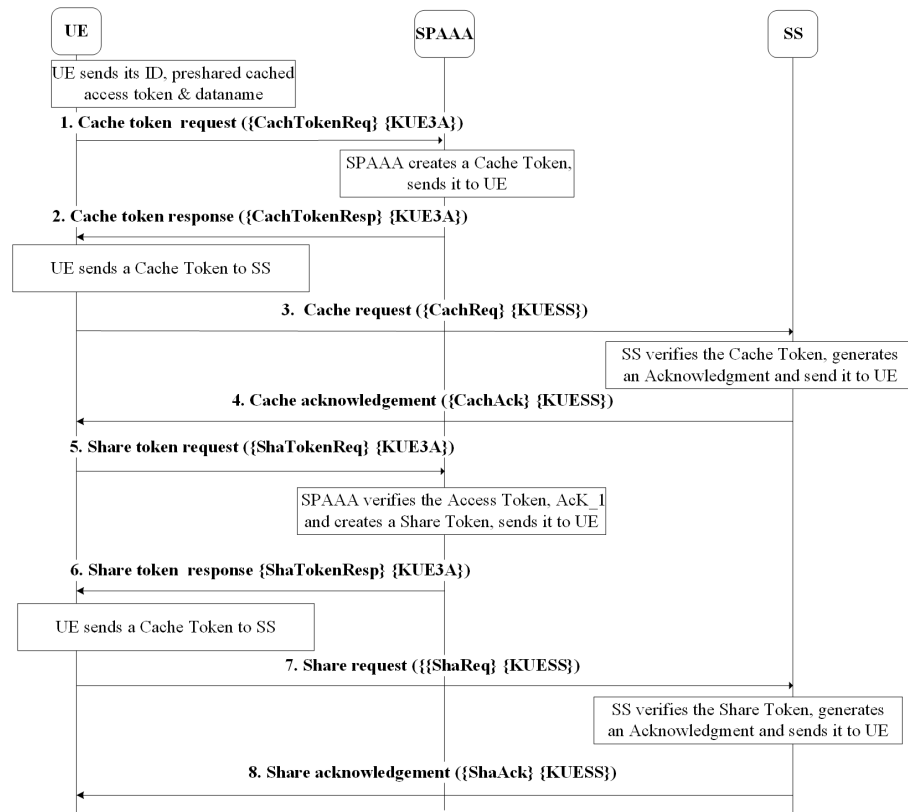 UE
SPAAA
SS
UE sends its ID, preshared cached
access token & dataname
1. Cache token request ({CachTokenReq} {KUE3A})
SPAAA creates a Cache Token,
sends it to UE
2. Cache token response ({CachTokenResp} {KUE3A})
UE sends a Cache Token to SS
3. Cache request ({CachReq} {KUESS})
SS verifies the Cache Token, generates
an Acknowledgment and send it to UE
4. Cache acknowledgement ({CachAck} {KUESS})
5. Share token request ({ShaTokenReq} {KUE3A})
SPAAA verifies the Access Token, AcK_1
and creates a Share Token, sends it to UE
6. Share token response {ShaTokenResp} {KUE3A})
UE sends a Cache Token to SS
7. Share request ({{ShaReq} {KUESS})
SS verifies the Share Token, generates
an Acknowledgment and sends it to UE
8. Share acknowledgement ({ShaAck} {KUESS})